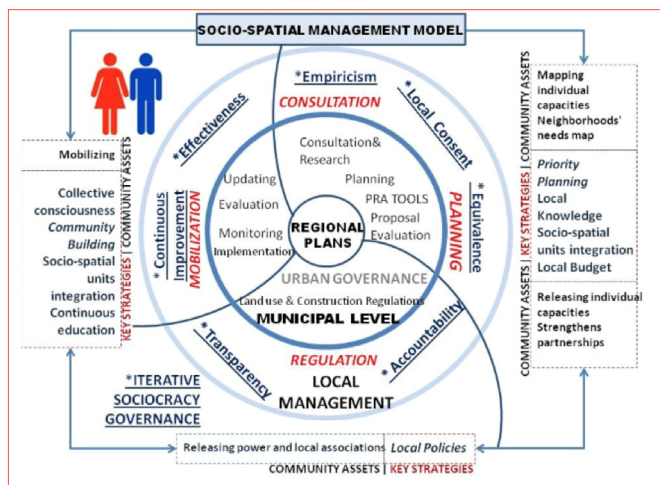 SOCIO-SPATIAL MANAGEMENT MODEL
*Empiricism
CONSULTATION
*Effectiveness
*Local Consent
*Equivalence
PLANNING
*Continuous
Improvement
MOBILIZATION
Consultation&
Research
Updating
Planning
Evaluation
PRA TOOLS
Proposal
Evaluation
Monitoring
Implementation
REGIONAL
PLANS
URBAN GOVERNANCE
Land use & Construction Regulations
MUNICIPAL LEVEL
*Transparency
REGULATION
*Accountability
LOCAL
MANAGEMENT
*ITERATIVE
SOCIOCRACY
GOVERNANCE
Mobilizing
Collective
consciousness
Community
Building
Socio-spatial
units
integration
Continuous
education
KEY STRATEGIES | COMMUNITY ASSETS
Mapping
individual
capacities
Neighborhoods'
needs map
Priority
Planning
Local
Knowledge
Socio-spatial
units integration
Local Budget
Releasing individual
capacities
Strengthens
partnerships
COMMUNITY ASSETS | KEY STRATEGIES | COMMUNITY ASSETS
Releasing power and local associations Local Policies
COMMUNITY ASSETS | KEY STRATEGIES